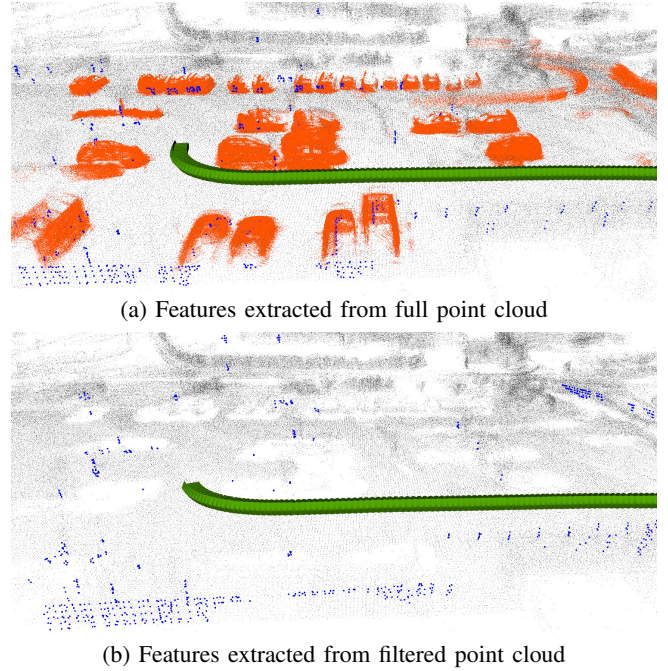 (a) Features extracted from full point cloud
(b) Features extracted from filtered point cloud